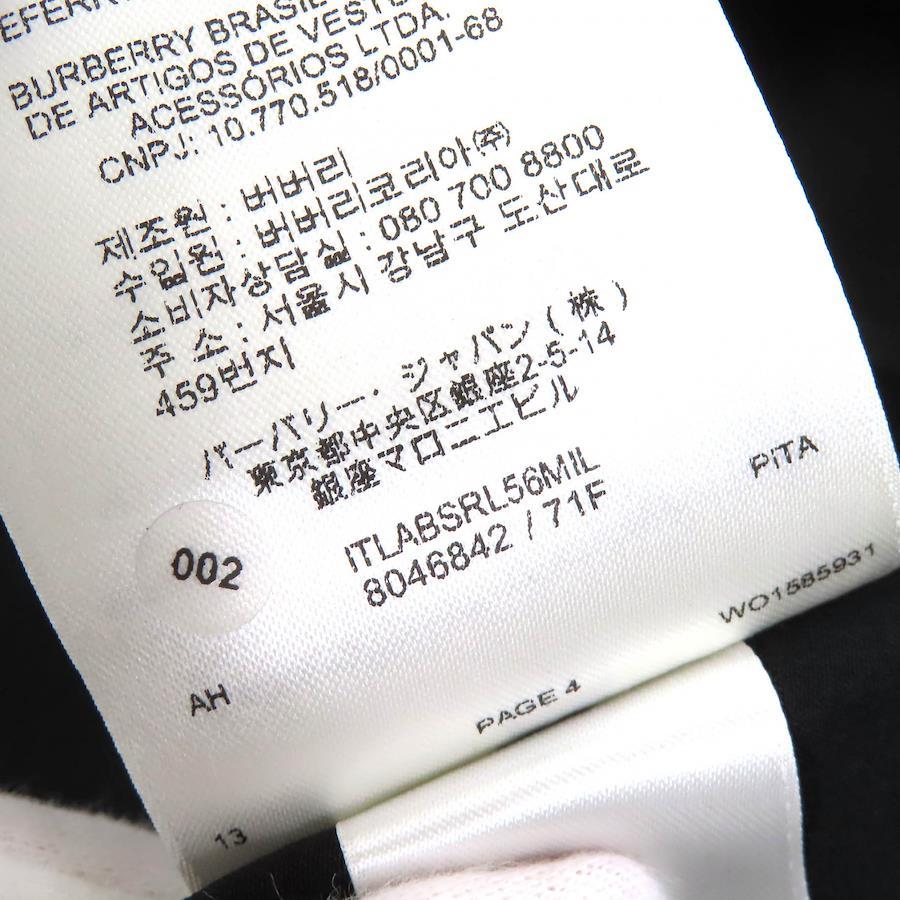 BURBERRY BRASIL
DE ARTIGOS DE
ACESSÓRIOS LTDA.
CNPJ: 10.770.518/0001-68
제조원 : 버버리
수입원 : 버버리코리아(주)
소비자상담실 : 080 700 8800
주 소 : 서울시 강남구 도산대로
459번지
バーバリー・ジャパン(株)
東京都中央区銀座2-5-14
銀座マロニエビル
ITLABSRL56MIL
8046842 / 71F
PITA
002
WO1585931
AH
PAGE 4
13